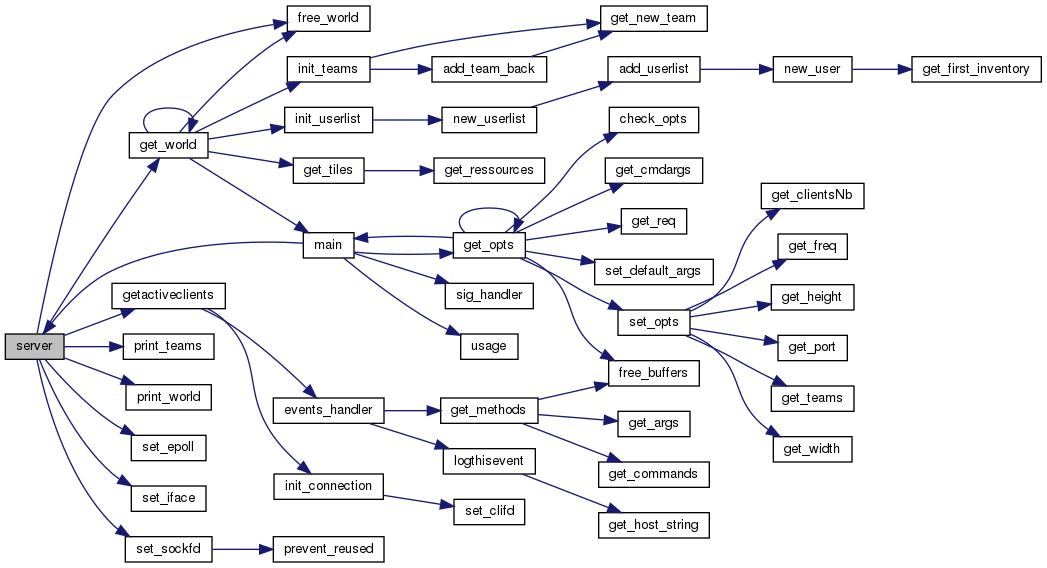 free_world
get_new_team
init_teams
add_team_back
add_userlist
new_user
get_first_inventory
init_userlist
new_userlist
check_opts
get_world
get_tiles
get_ressources
get_cmdargs
get_clientsNb
get_req
main
get_opts
get_freq
set_default_args
getactiveclients
sig_handler
get_height
set_opts
server
print_teams
usage
get_port
free_buffers
print_world
get_teams
events_handler
get_methods
get_args
set_epoll
get_width
logthisevent
get_commands
init_connection
set_iface
set_clifd
get_host_string
set_sockfd
prevent_reused